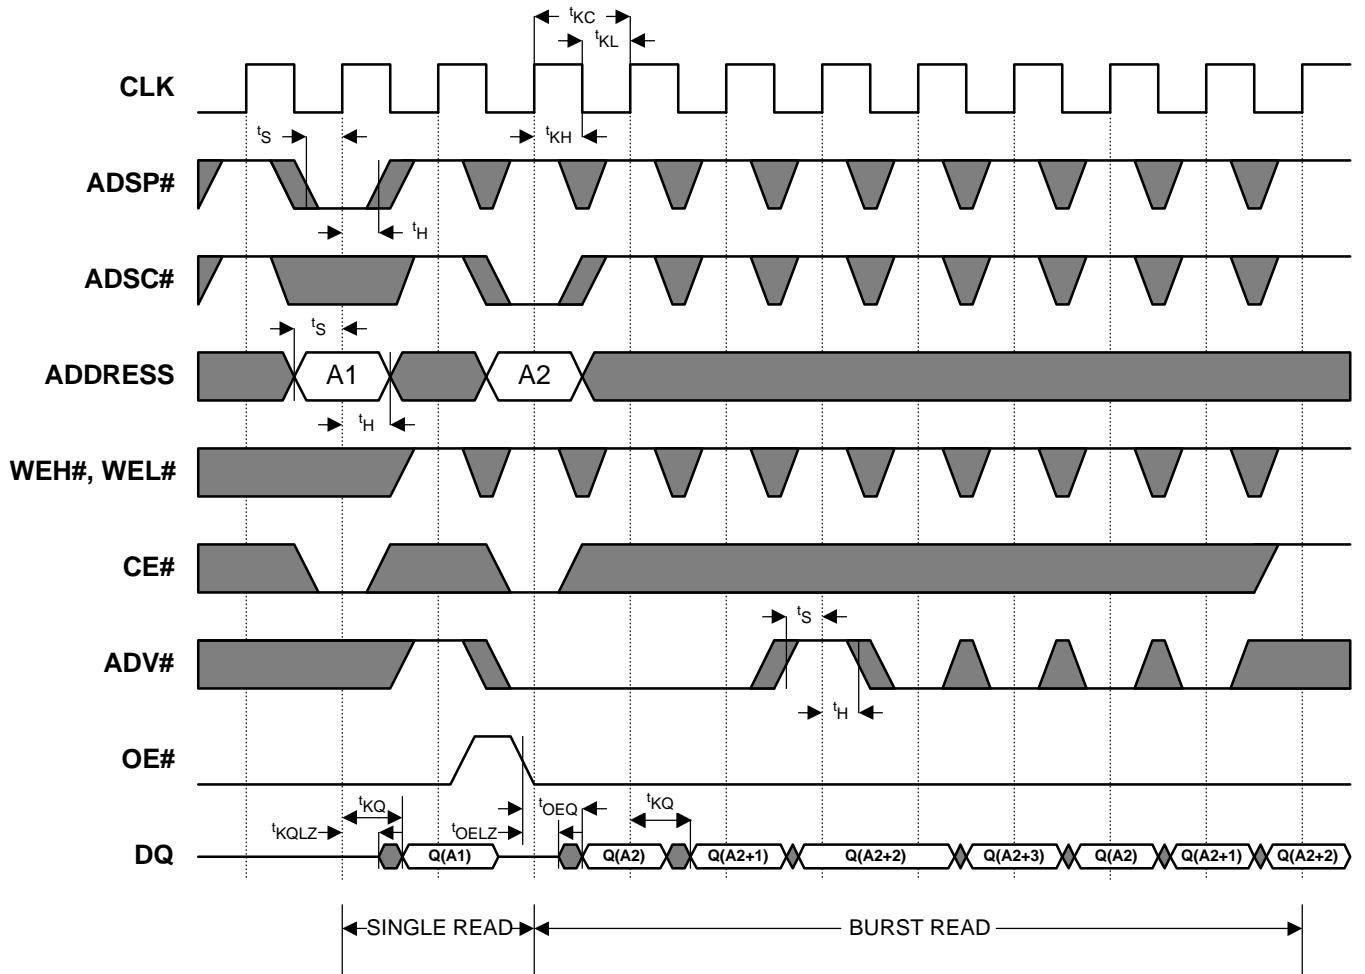 tKC
tKL
CLK
tS
tKH
ADSP#
tH
ADSC#
tS
ADDRESS
A1
A2
tH
WEH#, WEL#
CE#
tS
ADV#
tH
OE#
tKQ
tOEQ
tKQ
tKQLZ
tOELZ
DQ
Q(A1)
Q(A2)
Q(A2+1)
Q(A2+2)
Q(A2+3)
Q(A2)
Q(A2+1)
Q(A2+2)
SINGLE READ
BURST READ